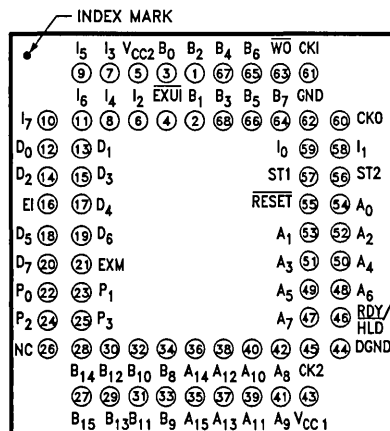 INDEX MARK
I5 I3 VCC2 B0 B2 B4 B6 W̅O̅ CKI
9 7 5 3 1 67 65 63 61
I6 I4 I2 E̅X̅U̅I̅ B1 B3 B5 B7 GND
I7 10 11 8 6 4 2 68 66 64 62 60 CKO
D0 12 13 D1 I0 59 58 I1
D2 14 15 D3 ST1 57 56 ST2
EI 16 17 D4 R̅E̅S̅E̅T̅ 55 54 A0
D5 18 19 D6 A1 53 52 A2
D7 20 21 EXM A3 51 50 A4
P0 22 23 P1 A5 49 48 A6
P2 24 25 P3 A7 47 46 RDY/
H̅L̅D̅
NC 26 28 30 32 34 36 38 40 42 45 44 DGND
B14 B12 B10 B8 A14 A12 A10 A8 CK2
27 29 31 33 35 37 39 41 43
B15 B13 B11 B9 A15 A13 A11 A9 VCC1